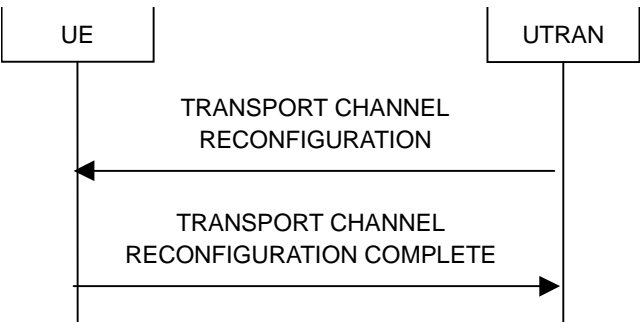 UE
UTRAN
TRANSPORT CHANNEL
RECONFIGURATION
TRANSPORT CHANNEL
RECONFIGURATION COMPLETE